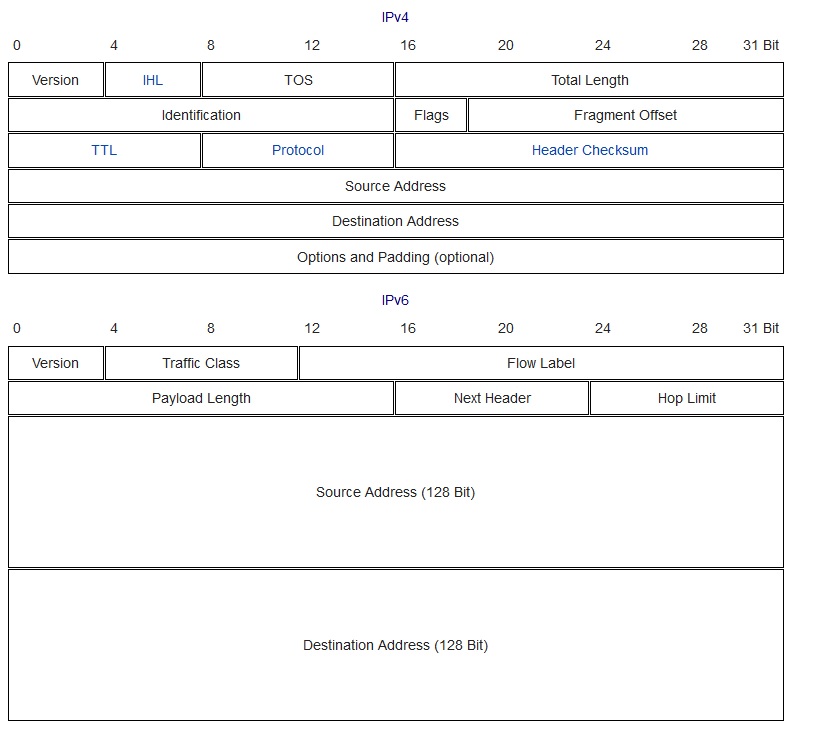 IPv4
0 4 8 12 16 20 24 28 31 Bit
Version IHL TOS Total Length
Identification Flags Fragment Offset
TTL Protocol Header Checksum
Source Address
Destination Address
Options and Padding (optional)
IPv6
0 4 8 12 16 20 24 28 31 Bit
Version Traffic Class Flow Label
Payload Length Next Header Hop Limit
Source Address (128 Bit)
Destination Address (128 Bit)